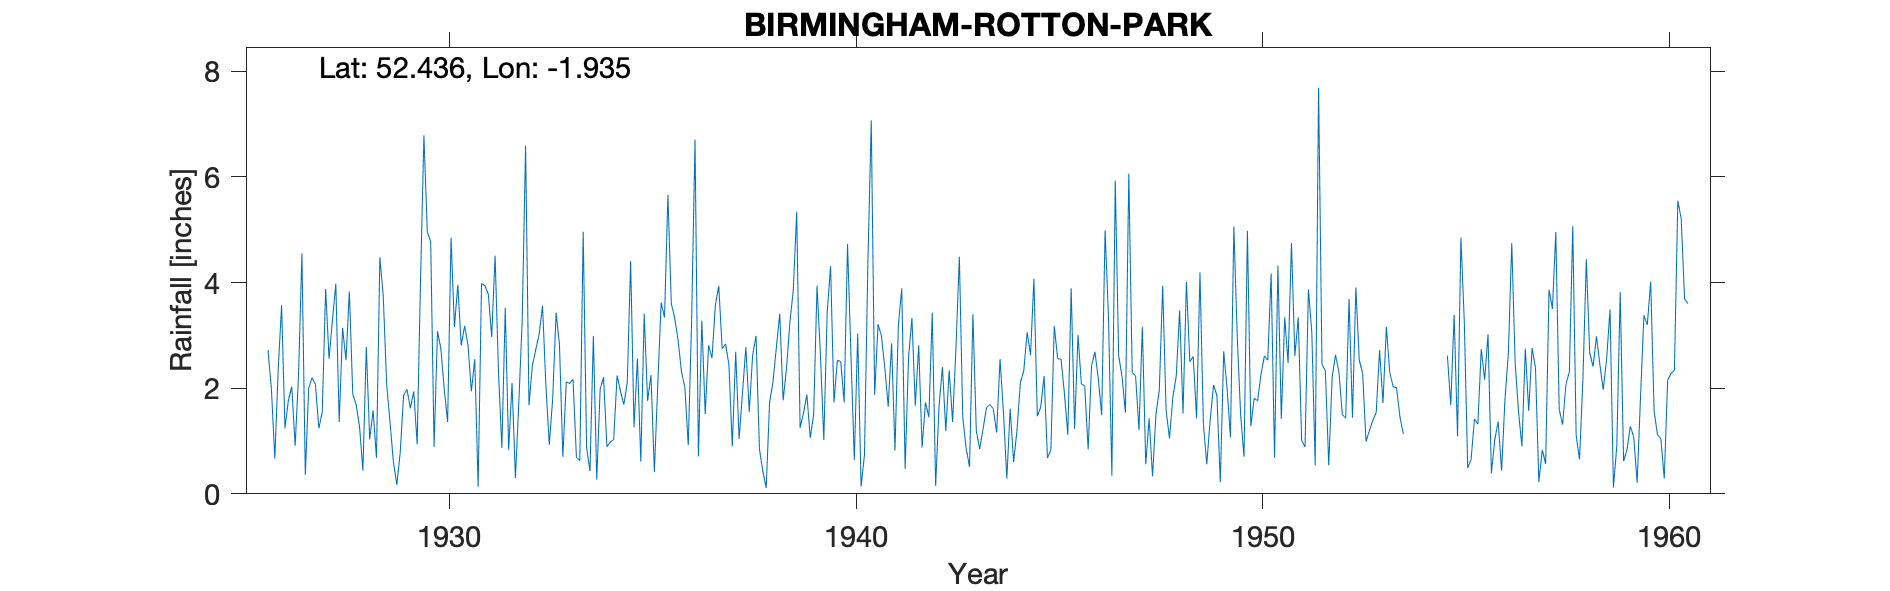 BIRMINGHAM-ROTTON-PARK
Lat: 52.436, Lon: -1.935
8
6
4
2
0
Rainfall [inches]
1930 1940 1950 1960
Year